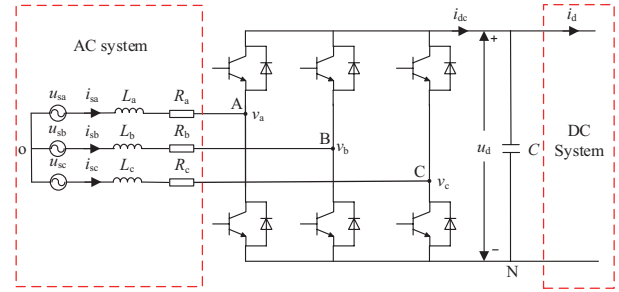 AC system
i_dc
i_d
+
u_sa
i_sa
L_a
R_a
A
v_a
u_sb
i_sb
L_b
R_b
B
v_b
o
u_sc
i_sc
L_c
R_c
C
v_c
u_d
C
DC
System
−
N